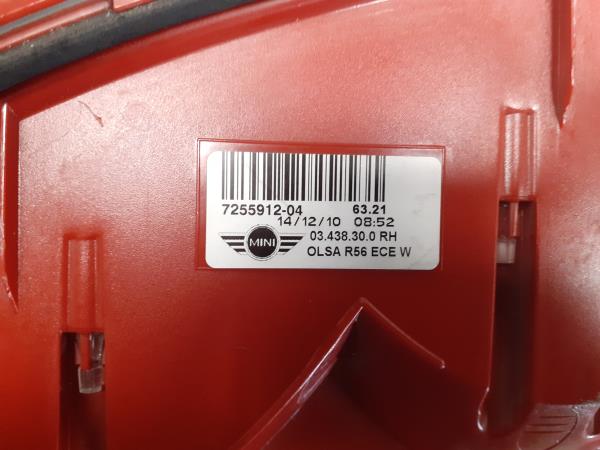 7255912-04 63.21
14/12/10 08:52
MINI 03.438.30.0 RH
OLSA R56 ECE W